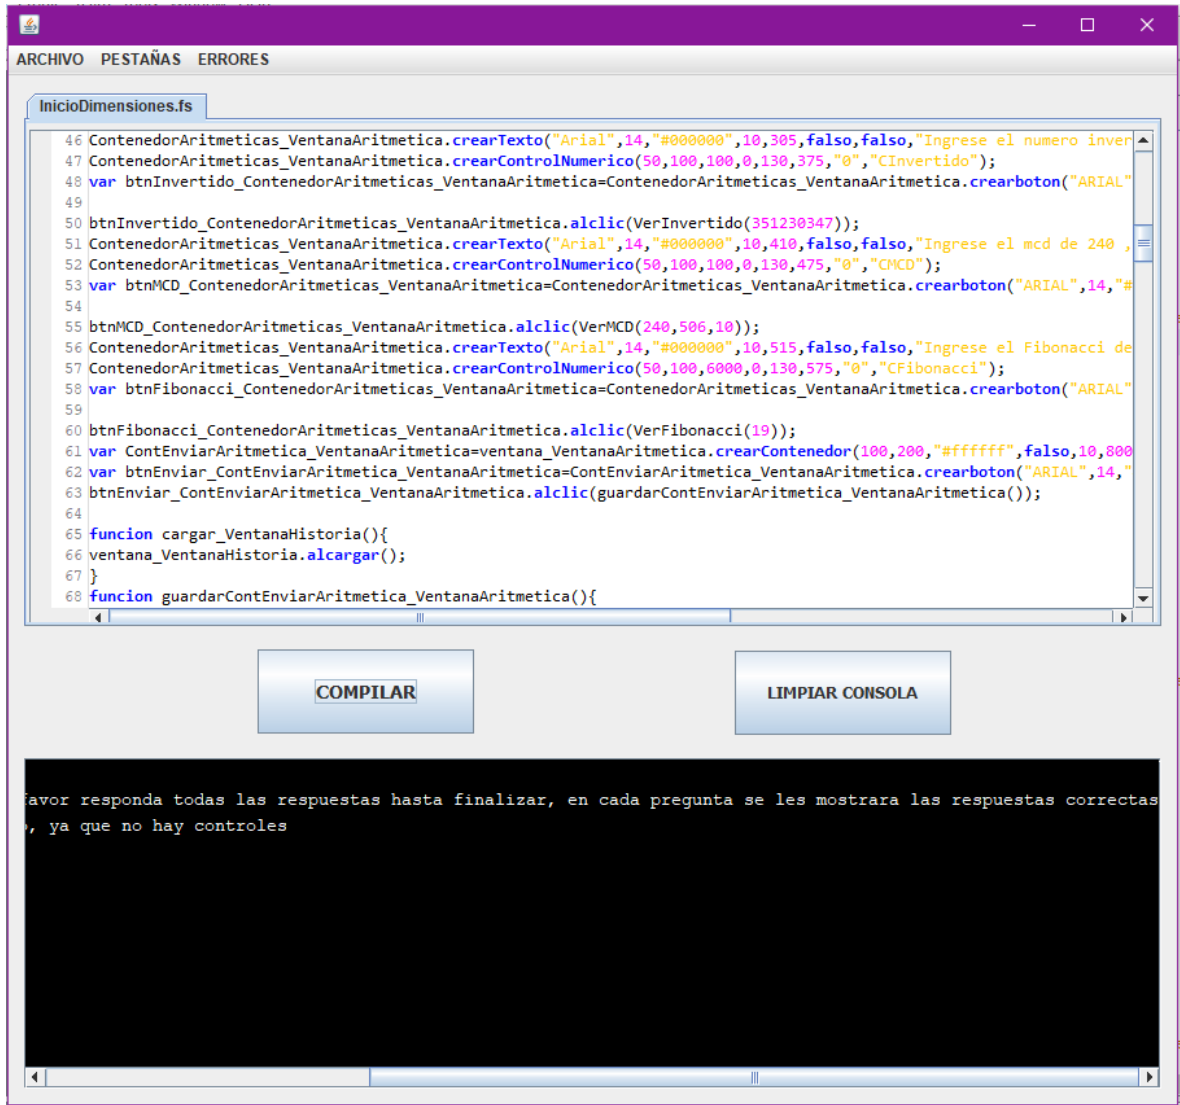 ARCHIVO PESTAÑAS ERRORES
InicioDimensiones.fs
46 ContenedorAritmeticas_VentanaAritmetica.crearTexto("Arial",14,"#000000",10,305,falso,falso,"Ingrese el numero inver
47 ContenedorAritmeticas_VentanaAritmetica.crearControlNumerico(50,100,100,0,130,375,"0","CInvertido");
48 var btnInvertido_ContenedorAritmeticas_VentanaAritmetica=ContenedorAritmeticas_VentanaAritmetica.crearboton("ARIAL"
49
50 btnInvertido_ContenedorAritmeticas_VentanaAritmetica.alclic(VerInvertido(351230347));
51 ContenedorAritmeticas_VentanaAritmetica.crearTexto("Arial",14,"#000000",10,410,falso,falso,"Ingrese el mcd de 240 ,
52 ContenedorAritmeticas_VentanaAritmetica.crearControlNumerico(50,100,100,0,130,475,"0","CMCD");
53 var btnMCD_ContenedorAritmeticas_VentanaAritmetica=ContenedorAritmeticas_VentanaAritmetica.crearboton("ARIAL",14,"#
54
55 btnMCD_ContenedorAritmeticas_VentanaAritmetica.alclic(VerMCD(240,506,10));
56 ContenedorAritmeticas_VentanaAritmetica.crearTexto("Arial",14,"#000000",10,515,falso,falso,"Ingrese el Fibonacci de
57 ContenedorAritmeticas_VentanaAritmetica.crearControlNumerico(50,100,6000,0,130,575,"0","CFibonacci");
58 var btnFibonacci_ContenedorAritmeticas_VentanaAritmetica=ContenedorAritmeticas_VentanaAritmetica.crearboton("ARIAL"
59
60 btnFibonacci_ContenedorAritmeticas_VentanaAritmetica.alclic(VerFibonacci(19));
61 var ContEnviarAritmetica_VentanaAritmetica=ventana_VentanaAritmetica.crearContenedor(100,200,"#ffffff",falso,10,800
62 var btnEnviar_ContEnviarAritmetica_VentanaAritmetica=ContEnviarAritmetica_VentanaAritmetica.crearboton("ARIAL",14,"
63 btnEnviar_ContEnviarAritmetica_VentanaAritmetica.alclic(guardarContEnviarAritmetica_VentanaAritmetica());
64
65 funcion cargar_VentanaHistoria(){
66 ventana_VentanaHistoria.alcargar();
67 }
68 funcion guardarContEnviarAritmetica_VentanaAritmetica(){
COMPILAR LIMPIAR CONSOLA
favor responda todas las respuestas hasta finalizar, en cada pregunta se les mostrara las respuestas correctas
, ya que no hay controles